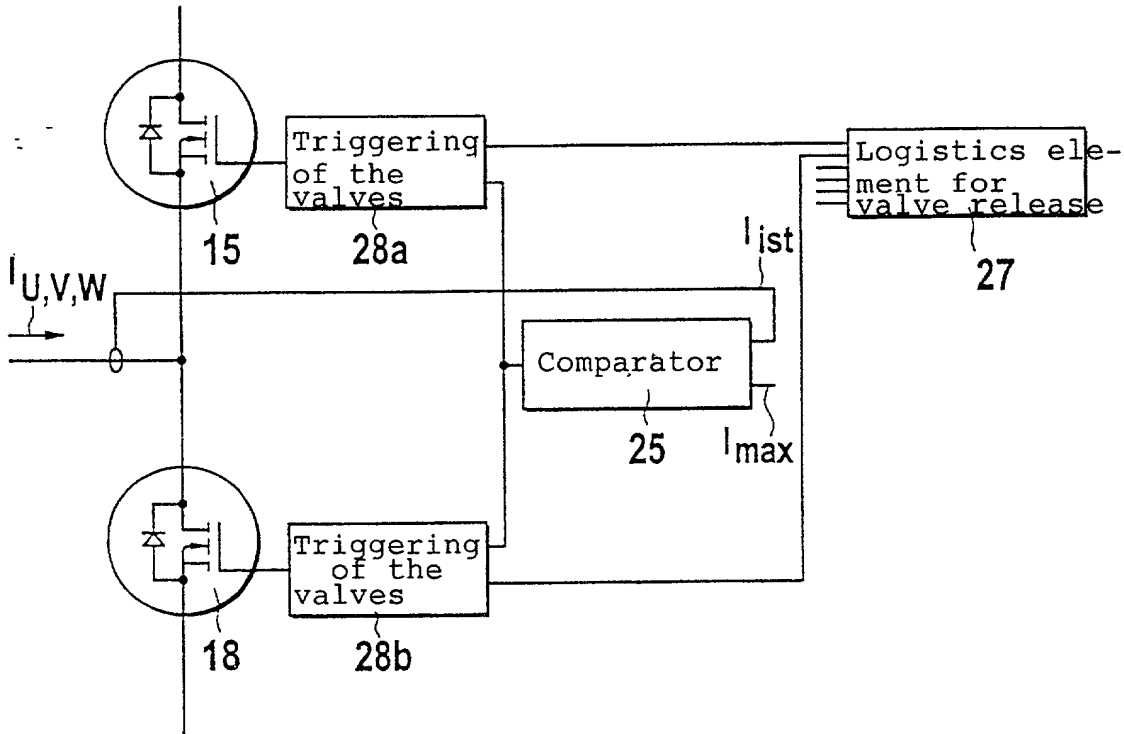 Triggering
of the
valves
28a
15
Logistics ele-
ment for
valve release
27
I_ist
I_U,V,W
Comparator
25
I_max
Triggering
of the
valves
28b
18